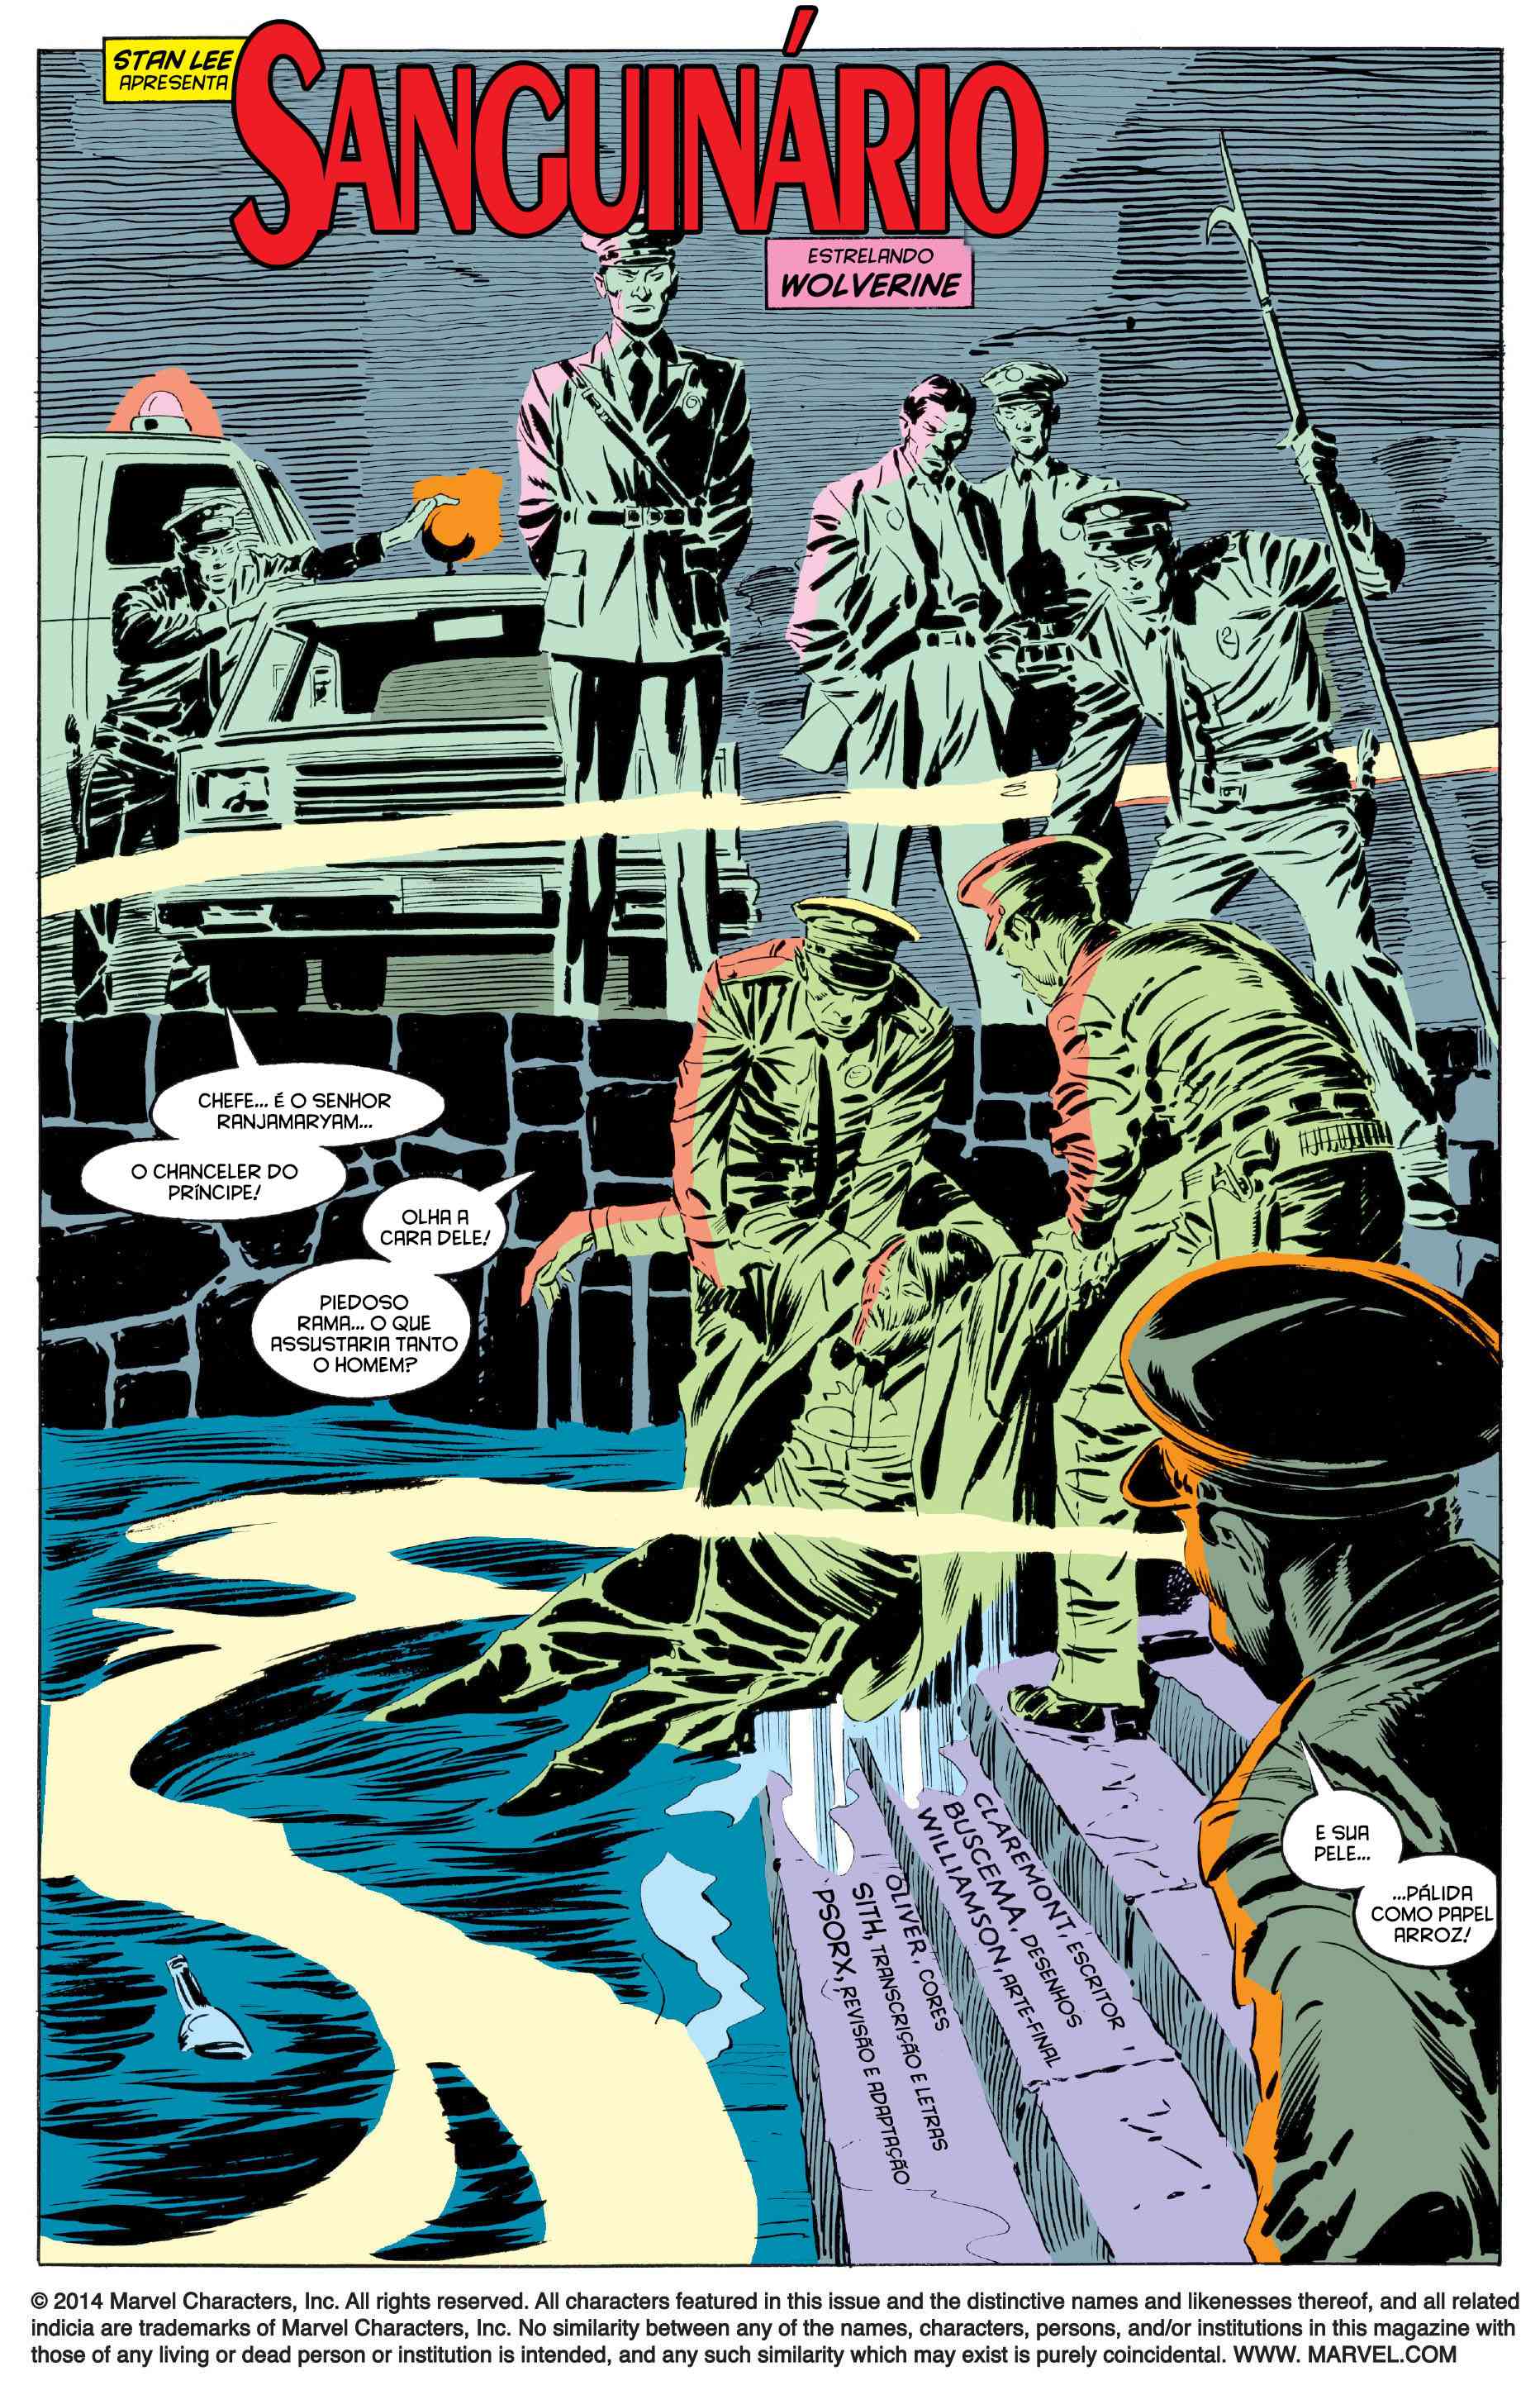 STAN LEE
APRESENTA
SANGUINÁRIO
ESTRELANDO
WOLVERINE
CHEFE... É O SENHOR
RANJAMARYAM...
O CHANCELER DO
PRÍNCIPE!
OLHA A
CARA DELE!
PIEDOSO
RAMA... O QUE
ASSUSTARIA TANTO
O HOMEM?
E SUA
PELE...
...PÁLIDA
COMO PAPEL
ARROZ!
CLAREMONT, ESCRITOR
BUSCEMA, DESENHOS
WILLIAMSON, ARTE-FINAL
OLIVER, CORES
SITH, TRANSCRIÇÃO E LETRAS
PSORX, REVISÃO E ADAPTAÇÃO
© 2014 Marvel Characters, Inc. All rights reserved. All characters featured in this issue and the distinctive names and likenesses thereof, and all related
indicia are trademarks of Marvel Characters, Inc. No similarity between any of the names, characters, persons, and/or institutions in this magazine with
those of any living or dead person or institution is intended, and any such similarity which may exist is purely coincidental. WWW. MARVEL.COM